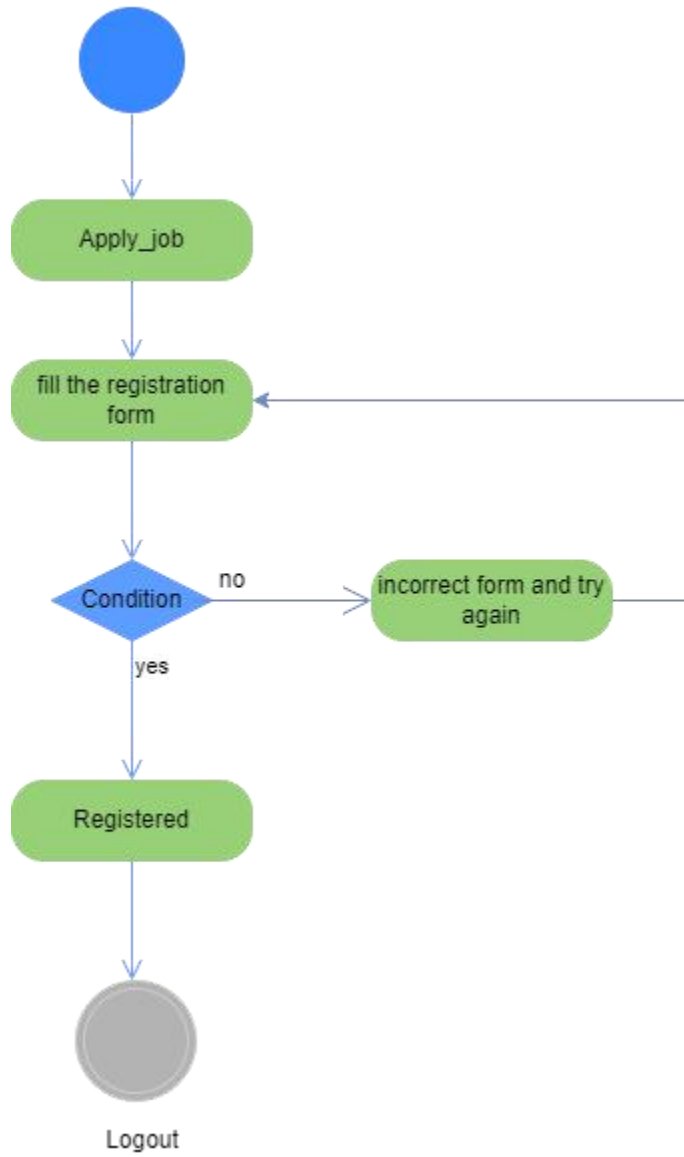 Apply_job
fill the registration
form
Condition
no
incorrect form and try
again
yes
Registered
Logout